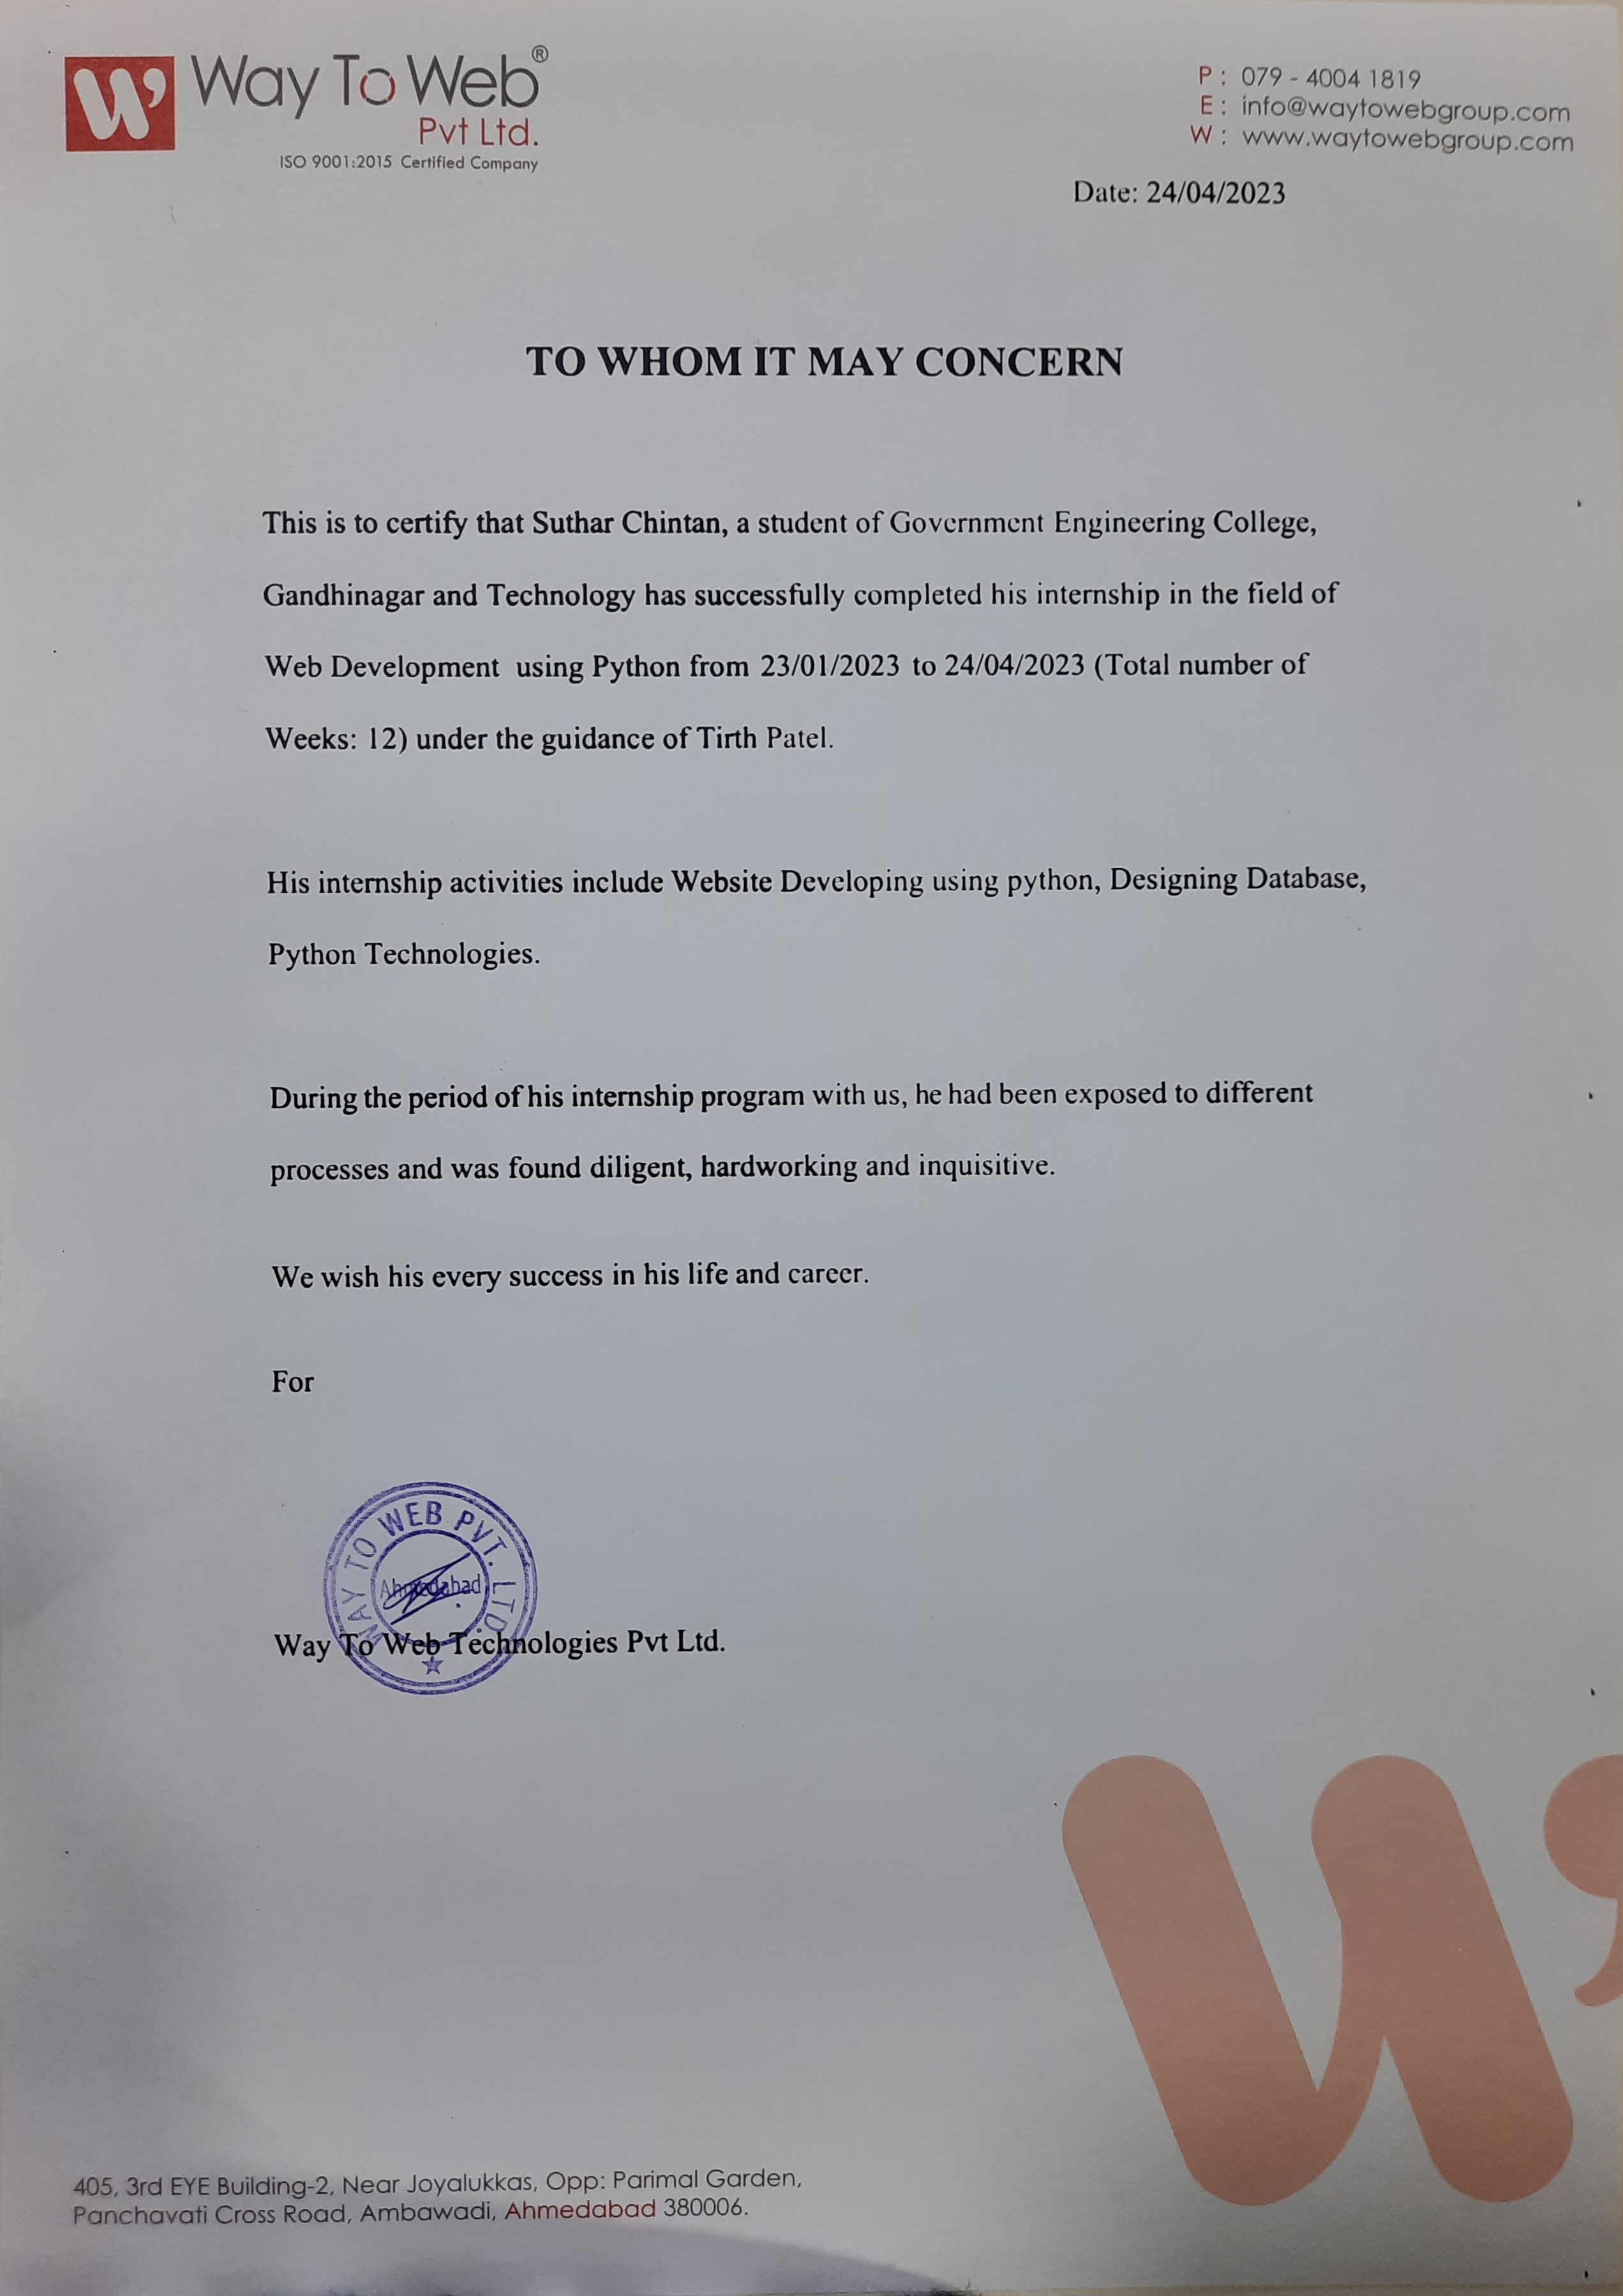 Way To Web®
Pvt Ltd.
ISO 9001:2015 Certified Company
P : 079 - 4004 1819
E : info@waytowebgroup.com
W : www.waytowebgroup.com
Date: 24/04/2023
TO WHOM IT MAY CONCERN
This is to certify that Suthar Chintan, a student of Government Engineering College,
Gandhinagar and Technology has successfully completed his internship in the field of
Web Development using Python from 23/01/2023 to 24/04/2023 (Total number of
Weeks: 12) under the guidance of Tirth Patel.
His internship activities include Website Developing using python, Designing Database,
Python Technologies.
During the period of his internship program with us, he had been exposed to different
processes and was found diligent, hardworking and inquisitive.
We wish his every success in his life and career.
For
WAY TO WEB PVT. LTD.
Ahmedabad
Way To Web Technologies Pvt Ltd.
405, 3rd EYE Building-2, Near Joyalukkas, Opp: Parimal Garden,
Panchavati Cross Road, Ambawadi, Ahmedabad 380006.